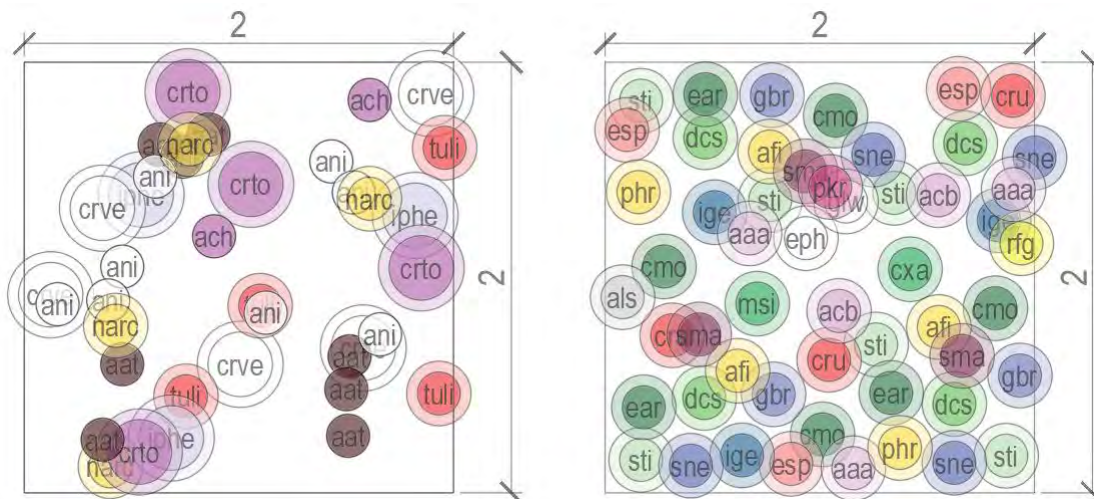 2
crto
crve
ach
narc
tuli
ani
crto
ani
narc
iphe
crve
iphe
ach
crto
ani
ani
ani
tuli
ani
narc
ani
aat
crve
aat
aat
tuli
tuli
aat
aat
crto
iphe
narc
2
2
sti
ear
gbr
esp
cru
cmo
esp
dcs
afi
sne
dcs
sne
sma
pkr
phr
ige
sti
sti
acb
aaa
aaa
eph
rfg
cmo
cxa
als
msi
acb
cmo
afi
sma
cru
sti
sma
afi
gbr
gbr
ear
dcs
ear
dcs
cmo
phr
sti
sne
ige
esp
aaa
sne
sti
2